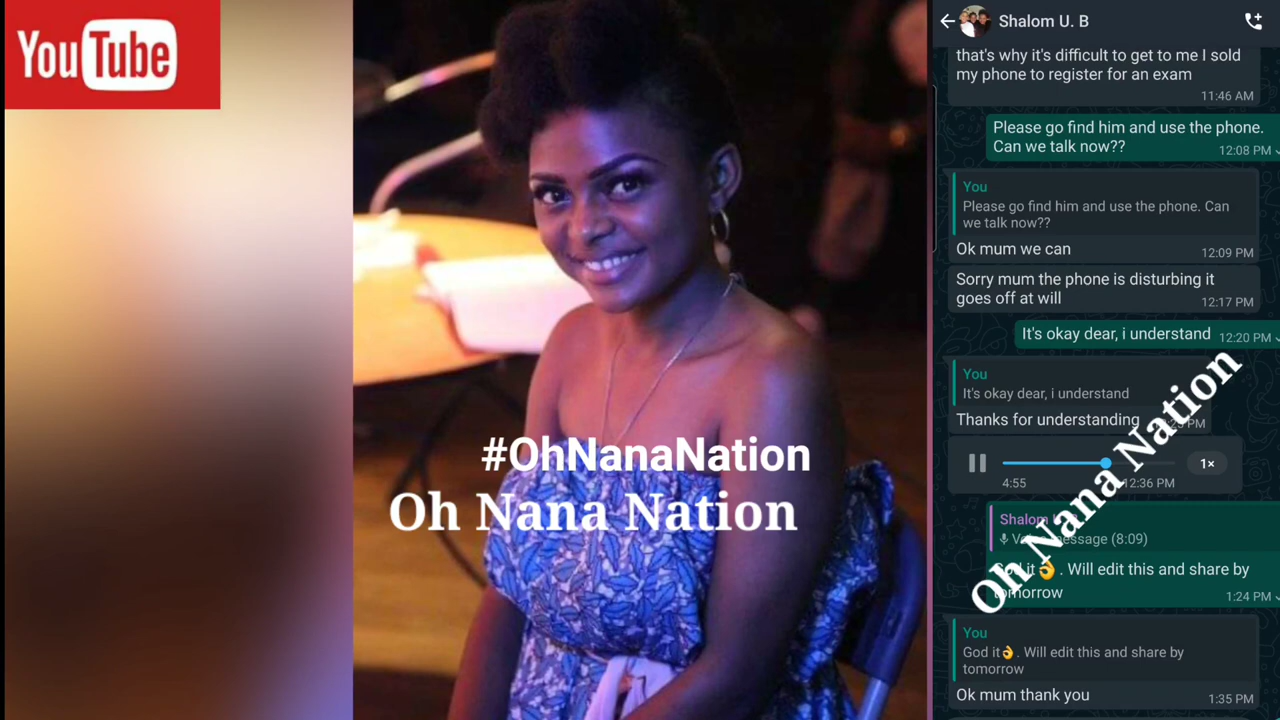 YouTube
#OhNanaNation
Oh Nana Nation
Shalom U. B
that's why it's difficult to get to me I sold
my phone to register for an exam
11:46 AM
Please go find him and use the phone.
Can we talk now??
12:08 PM
You
Please go find him and use the phone. Can
we talk now??
Ok mum we can
12:09 PM
Sorry mum the phone is disturbing it
goes off at will
12:17 PM
It's okay dear, i understand
12:20 PM
You
It's okay dear, i understand
Thanks for understanding
PM
1×
4:55
12:36 PM
Oh Nana Nation
Shalom
Voice message (8:09)
God it👌. Will edit this and share by
tomorrow
1:24 PM
You
God it👌. Will edit this and share by
tomorrow
Ok mum thank you
1:35 PM